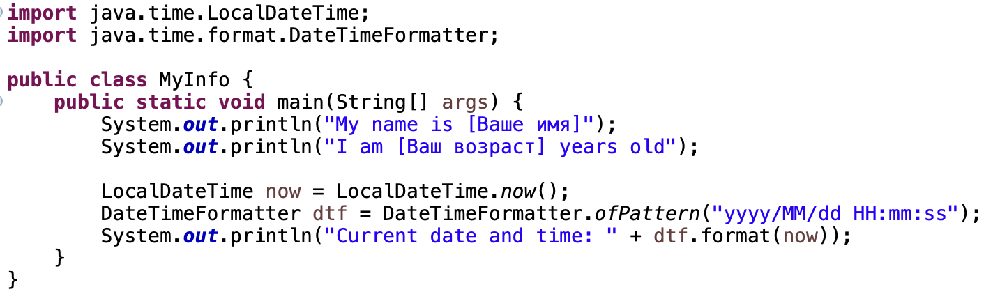 import java.time.LocalDateTime;
import java.time.format.DateTimeFormatter;
public class MyInfo {
public static void main(String[] args) {
System.out.println("My name is [Ваше имя]");
System.out.println("I am [Ваш возраст] years old");
LocalDateTime now = LocalDateTime.now();
DateTimeFormatter dtf = DateTimeFormatter.ofPattern("yyyy/MM/dd HH:mm:ss");
System.out.println("Current date and time: " + dtf.format(now));
}
}